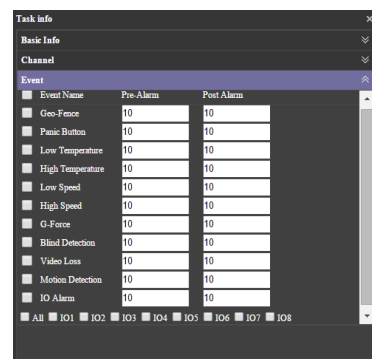 Task info ×
Basic Info
Channel
Event
Event Name Pre-Alarm Post Alarm
Geo-Fence 10 10
Panic Button 10 10
Low Temperature 10 10
High Temperature 10 10
Low Speed 10 10
High Speed 10 10
G-Force 10 10
Blind Detection 10 10
Video Loss 10 10
Motion Detection 10 10
IO Alarm 10 10
All IO1 IO2 IO3 IO4 IO5 IO6 IO7 IO8